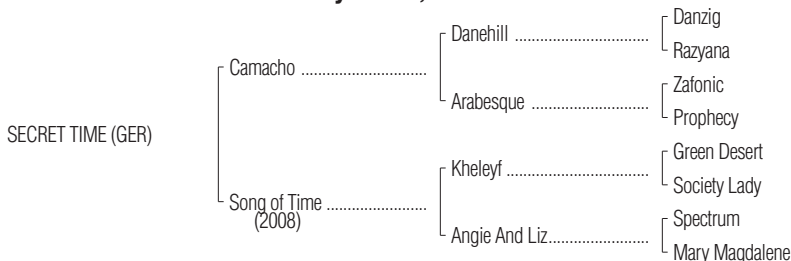 Danzig
Danehill ................................
Razyana
Camacho ..............................
Zafonic
Arabesque ............................
Prophecy
SECRET TIME (GER)
Green Desert
Kheleyf ..................................
Society Lady
Song of Time ........................
(2008)
Spectrum
Angie And Liz........................
Mary Magdalene